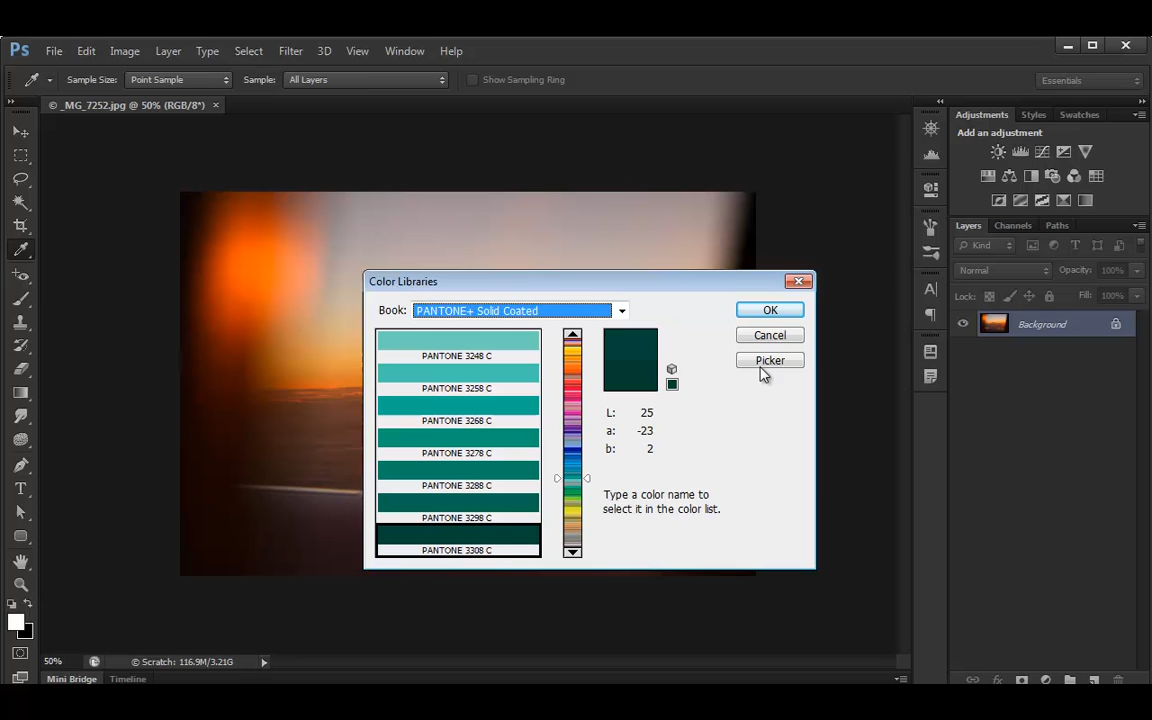 Ps File Edit Image Layer Type Select Filter 3D View Window Help
Sample Size: Point Sample Sample: All Layers Show Sampling Ring Essentials
© _MG_7252.jpg @ 50% (RGB/8*) ×
Adjustments Styles Swatches
Add an adjustment
Layers Channels Paths
Kind
Normal Opacity: 100%
Lock: Fill: 100%
Background
Color Libraries
Book: PANTONE+ Solid Coated
OK
Cancel
Picker
PANTONE 3248 C
PANTONE 3258 C
PANTONE 3268 C
PANTONE 3278 C
PANTONE 3288 C
PANTONE 3298 C
PANTONE 3308 C
L: 25
a: -23
b: 2
Type a color name to
select it in the color list.
50% © Scratch: 116.9M/3.21G
Mini Bridge Timeline